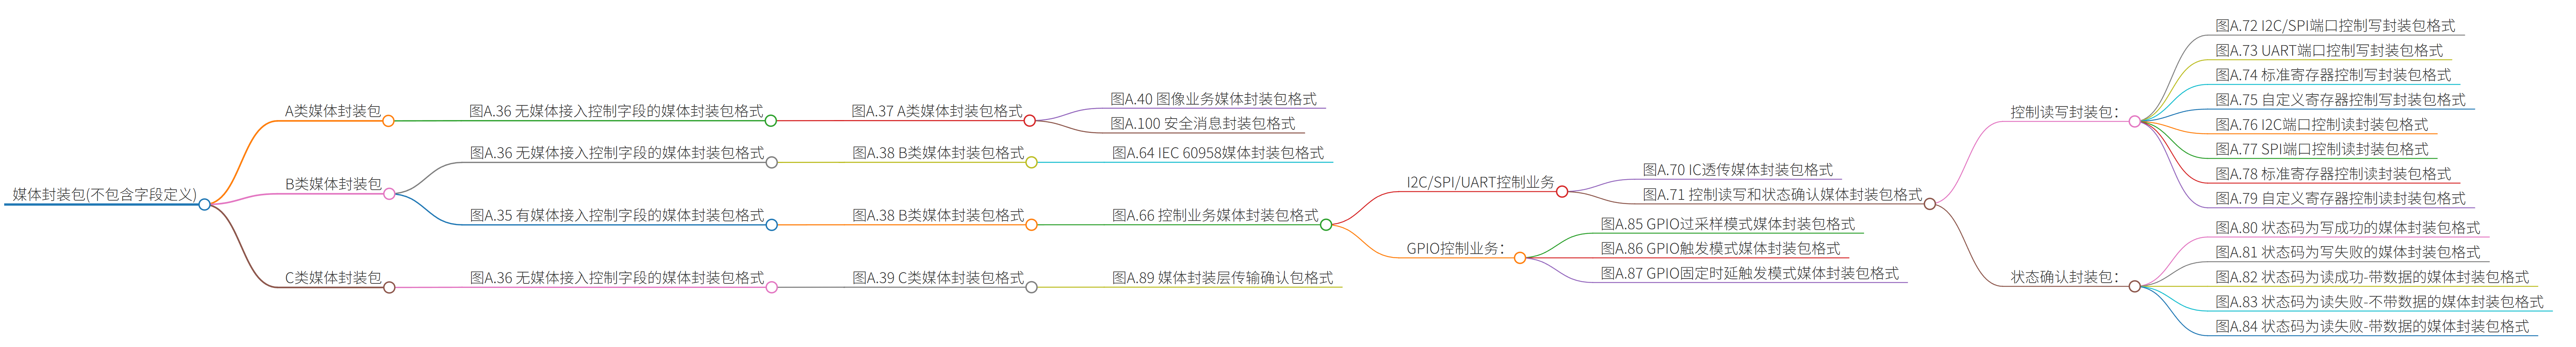 媒体封装包(不包含字段定义)
A类媒体封装包
图A.36 无媒体接入控制字段的媒体封装包格式
图A.37 A类媒体封装包格式
图A.40 图像业务媒体封装包格式
图A.100 安全消息封装包格式
B类媒体封装包
图A.36 无媒体接入控制字段的媒体封装包格式
图A.38 B类媒体封装包格式
图A.64 IEC 60958媒体封装包格式
图A.35 有媒体接入控制字段的媒体封装包格式
图A.38 B类媒体封装包格式
图A.66 控制业务媒体封装包格式
I2C/SPI/UART控制业务
图A.70 IC透传媒体封装包格式
图A.71 控制读写和状态确认媒体封装包格式
控制读写封装包：
图A.72 I2C/SPI端口控制写封装包格式
图A.73 UART端口控制写封装包格式
图A.74 标准寄存器控制写封装包格式
图A.75 自定义寄存器控制写封装包格式
图A.76 I2C端口控制读封装包格式
图A.77 SPI端口控制读封装包格式
图A.78 标准寄存器控制读封装包格式
图A.79 自定义寄存器控制读封装包格式
状态确认封装包：
图A.80 状态码为写成功的媒体封装包格式
图A.81 状态码为写失败的媒体封装包格式
图A.82 状态码为读成功-带数据的媒体封装包格式
图A.83 状态码为读失败-不带数据的媒体封装包格式
图A.84 状态码为读失败-带数据的媒体封装包格式
GPIO控制业务：
图A.85 GPIO过采样模式媒体封装包格式
图A.86 GPIO触发模式媒体封装包格式
图A.87 GPIO固定时延触发模式媒体封装包格式
C类媒体封装包
图A.36 无媒体接入控制字段的媒体封装包格式
图A.39 C类媒体封装包格式
图A.89 媒体封装层传输确认包格式